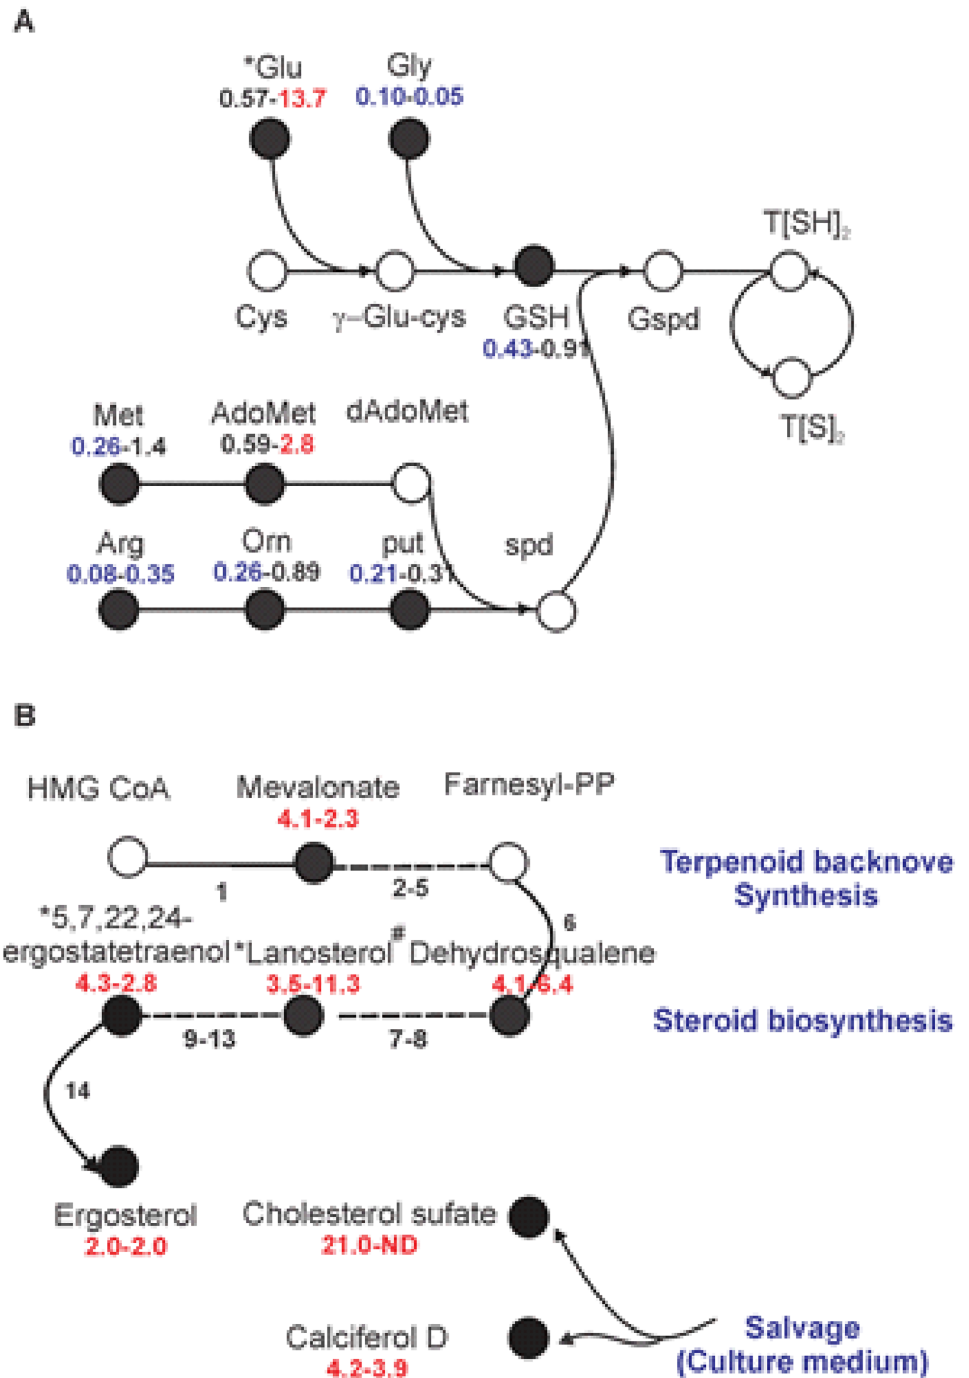 A
*Glu
0.57-13.7
Gly
0.10-0.05
T[SH]2
Cys
γ-Glu-cys
GSH
0.43-0.91
Gspd
T[S]2
Met
0.26-1.4
AdoMet
0.59-2.8
dAdoMet
Arg
0.08-0.35
Orn
0.26-0.89
put
0.21-0.31
spd
B
HMG CoA
Mevalonate
4.1-2.3
Farnesyl-PP
1
2-5
Terpenoid backnove
Synthesis
6
*5,7,22,24-
ergostatetraenol
4.3-2.8
*Lanosterol#
3.5-11.3
Dehydrosqualene
4.1-6.4
9-13
7-8
Steroid biosynthesis
14
Ergosterol
2.0-2.0
Cholesterol sufate
21.0-ND
Calciferol D
4.2-3.9
Salvage
(Culture medium)